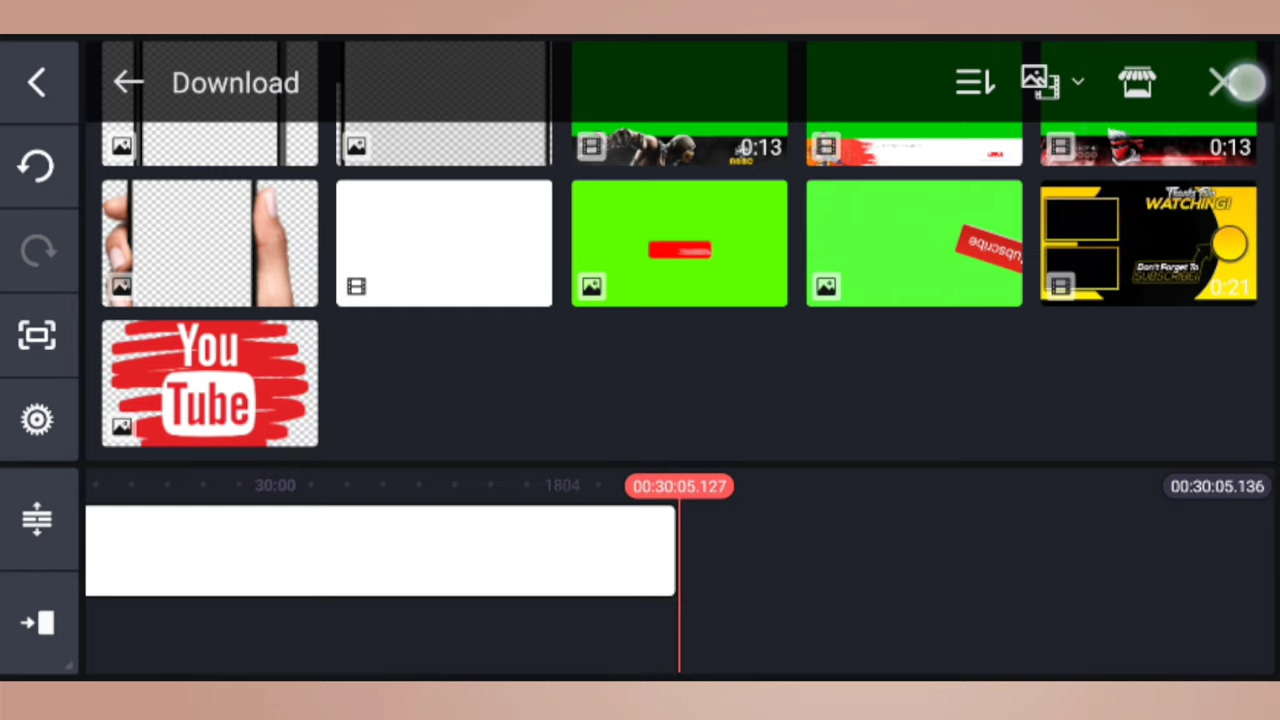 Download
0:13
0:13
Subscribe
Thanks For
WATCHING!
Don't Forget To
SUBSCRIBE!
0:21
You
Tube
30:00
1804
00:30:05.127
00:30:05.136